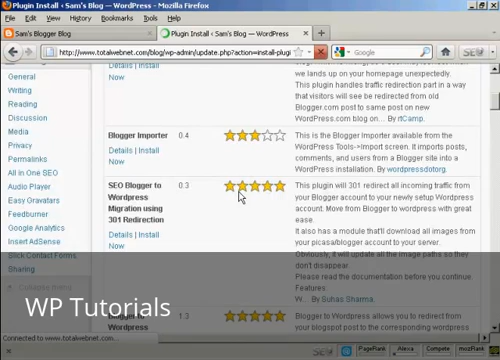 Plugin Install ‹ Sam's Blog — WordPress - Mozilla Firefox
File Edit View History Bookmarks Tools Help
Sam's Blogger Blog
Plugin Install ‹ Sam's Blog — WordPress
http://www.totalwebnet.com/blog/wp-admin/update.php?action=install-plugi
Google
SEO
General
Writing
Reading
Discussion
Media
Privacy
Permalinks
All in One SEO
Audio Player
Easy Gravatars
Feedburner
Google Analytics
Insert AdSense
Slick Contact Forms
Sharing
Collapse menu
Details | Install
Now
we lands up on your homepage unexpectedly.
This plugin handles traffic redirection part in a
way that visitors will see be redirected from old
Blogger.com post to same post on new
WordPress.com blog. By rtCamp.
Blogger Importer
0.4
Details | Install
Now
This is the Blogger Importer available from the
WordPress Tools->Import screen. It imports posts,
comments, and users from a Blogger site into a
WordPress installation. By wordpressdotorg.
SEO Blogger to
Wordpress
Migration using
301 Redirection
0.3
Details | Install
Now
This plugin will 301 redirect all incoming traffic from
your Blogger account to your newly setup Wordpress
account. Move from Blogger to wordpress with great
ease
It also has a module that'll download all images from
your picasa/blogger account to your server.
Obviously, it will update all the image paths so they
don't disappear.
Please read the documentation before you continue
Features
W... By Suhas Sharma.
Blogger To
Wordpress
0.3
Blogger to Wordpress allows you to redirect from
your blogspot post to the corresponding wordpress
WP Tutorials
Connected to www.totalwebnet.com...
PageRank
Alexa
Compete
mozRank